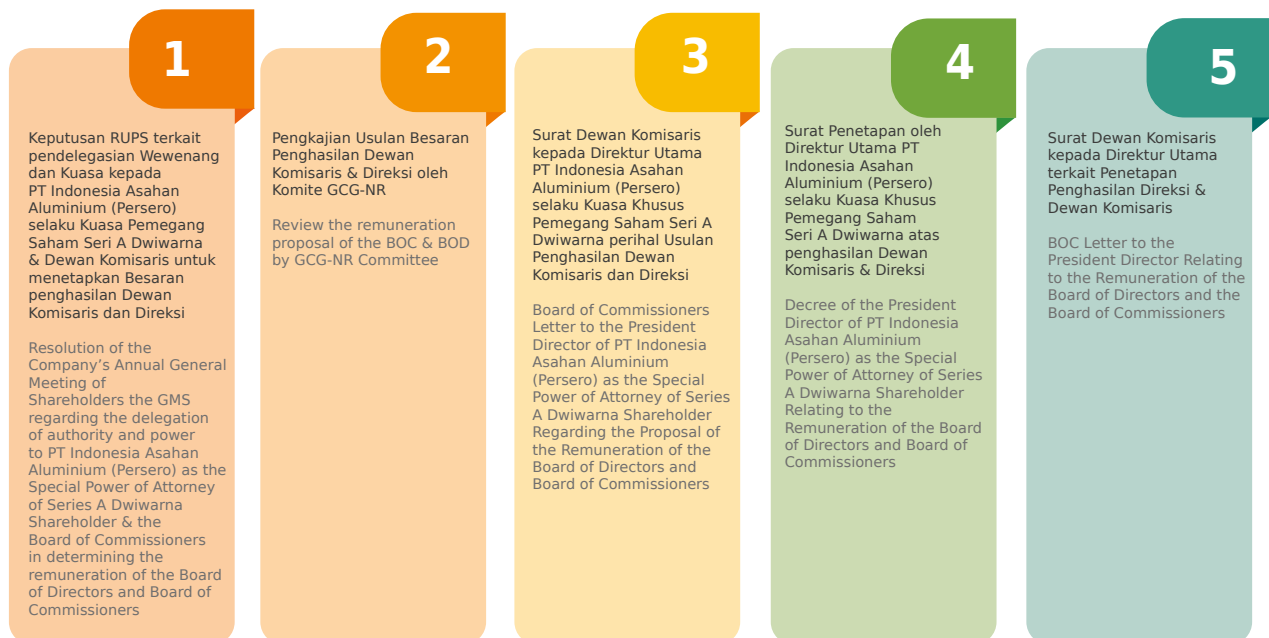 1
Keputusan RUPS terkait
pendelegasian Wewenang
dan Kuasa kepada
PT Indonesia Asahan
Aluminium (Persero)
selaku Kuasa Pemegang
Saham Seri A Dwiwarna
& Dewan Komisaris untuk
menetapkan Besaran
penghasilan Dewan
Komisaris dan Direksi
Resolution of the
Company’s Annual General
Meeting of
Shareholders the GMS
regarding the delegation
of authority and power
to PT Indonesia Asahan
Aluminium (Persero) as the
Special Power of Attorney
of Series A Dwiwarna
Shareholder & the
Board of Commissioners
in determining the
remuneration of the Board
of Directors and Board of
Commissioners
2
Pengkajian Usulan Besaran
Penghasilan Dewan
Komisaris & Direksi oleh
Komite GCG-NR
Review the remuneration
proposal of the BOC & BOD
by GCG-NR Committee
3
Surat Dewan Komisaris
kepada Direktur Utama
PT Indonesia Asahan
Aluminium (Persero)
selaku Kuasa Khusus
Pemegang Saham Seri A
Dwiwarna perihal Usulan
Penghasilan Dewan
Komisaris dan Direksi
Board of Commissioners
Letter to the President
Director of PT Indonesia
Asahan Aluminium
(Persero) as the Special
Power of Attorney of Series
A Dwiwarna Shareholder
Regarding the Proposal of
the Remuneration of the
Board of Directors and
Board of Commissioners
4
Surat Penetapan oleh
Direktur Utama PT
Indonesia Asahan
Aluminium (Persero)
selaku Kuasa Khusus
Pemegang Saham
Seri A Dwiwarna atas
penghasilan Dewan
Komisaris & Direksi
Decree of the President
Director of PT Indonesia
Asahan Aluminium
(Persero) as the Special
Power of Attorney of Series
A Dwiwarna Shareholder
Relating to the
Remuneration of the Board
of Directors and Board of
Commissioners
5
Surat Dewan Komisaris
kepada Direktur Utama
terkait Penetapan
Penghasilan Direksi &
Dewan Komisaris
BOC Letter to the
President Director Relating
to the Remuneration of the
Board of Directors and the
Board of Commissioners